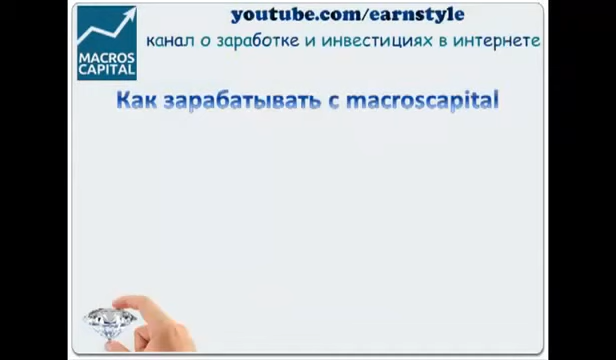 youtube.com/earnstyle
канал о заработке и инвестициях в интернете
MACROS
CAPITAL
Как зарабатывать с macroscapital